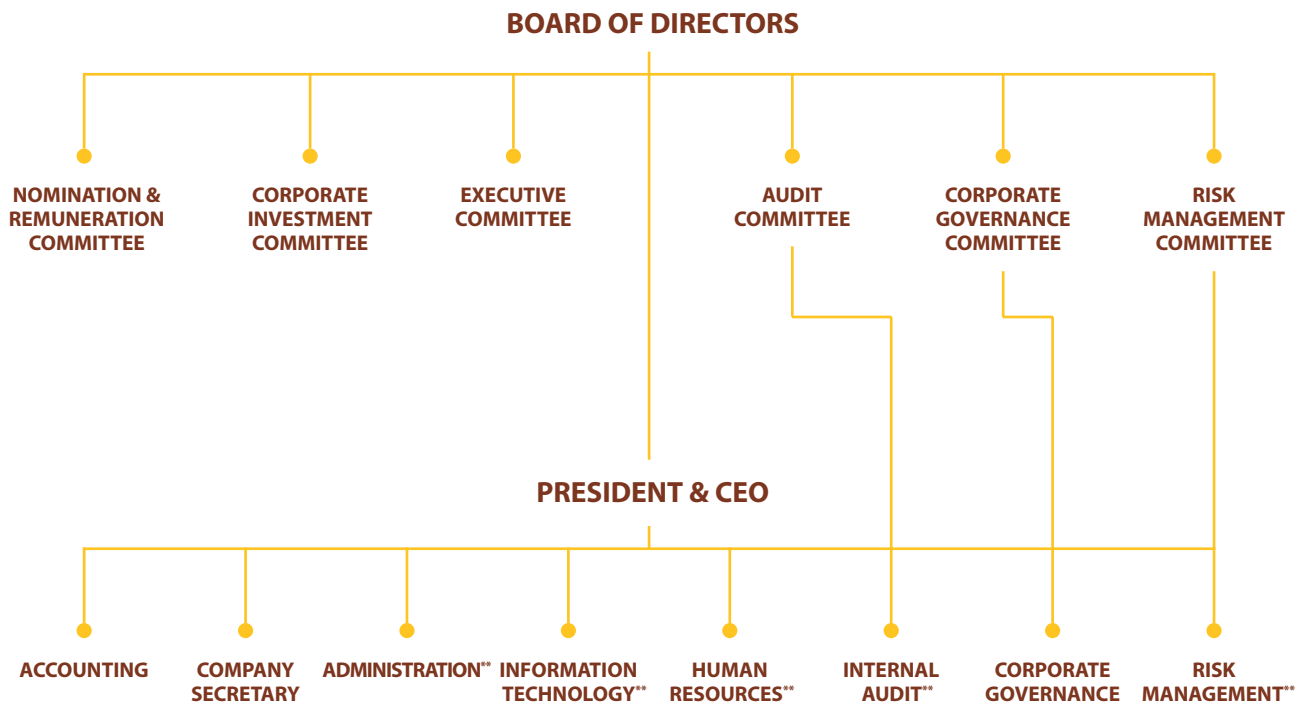 BOARD OF DIRECTORS
NOMINATION &
REMUNERATION
COMMITTEE
CORPORATE
INVESTMENT
COMMITTEE
EXECUTIVE
COMMITTEE
AUDIT
COMMITTEE
CORPORATE
GOVERNANCE
COMMITTEE
RISK
MANAGEMENT
COMMITTEE
PRESIDENT & CEO
ACCOUNTING
COMPANY
SECRETARY
ADMINISTRATION**
INFORMATION
TECHNOLOGY**
HUMAN
RESOURCES**
INTERNAL
AUDIT**
CORPORATE
GOVERNANCE
RISK
MANAGEMENT**